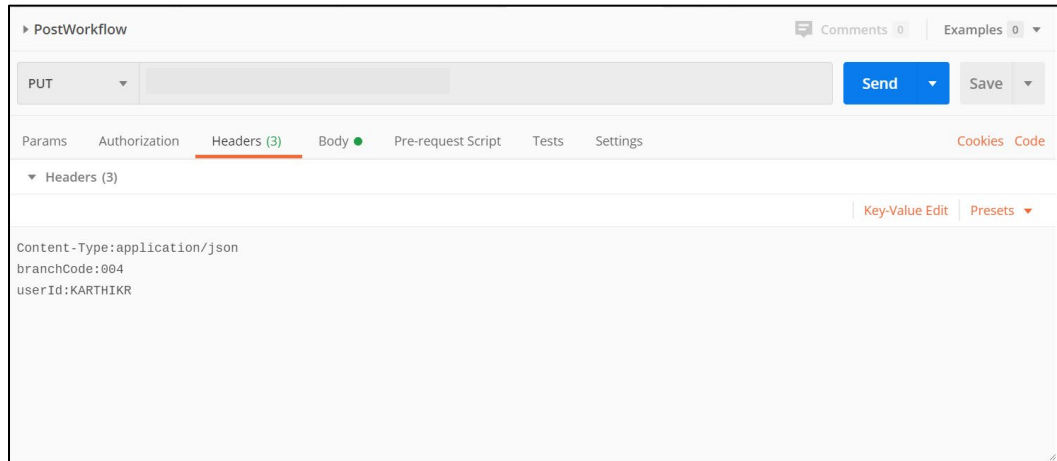 PostWorkflow
Comments 0
Examples 0
PUT
Send
Save
Params Authorization Headers (3) Body Pre-request Script Tests Settings Cookies Code
Headers (3)
Key-Value Edit Presets
Content-Type:application/json
branchCode:004
userId:KARTHIKR